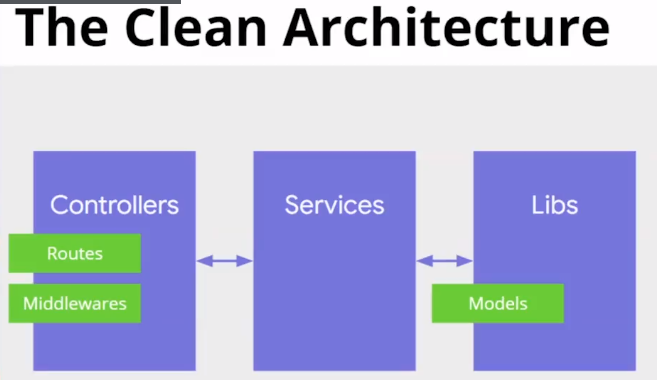 The Clean Architecture
Controllers
Services
Libs
Routes
Middlewares
Models